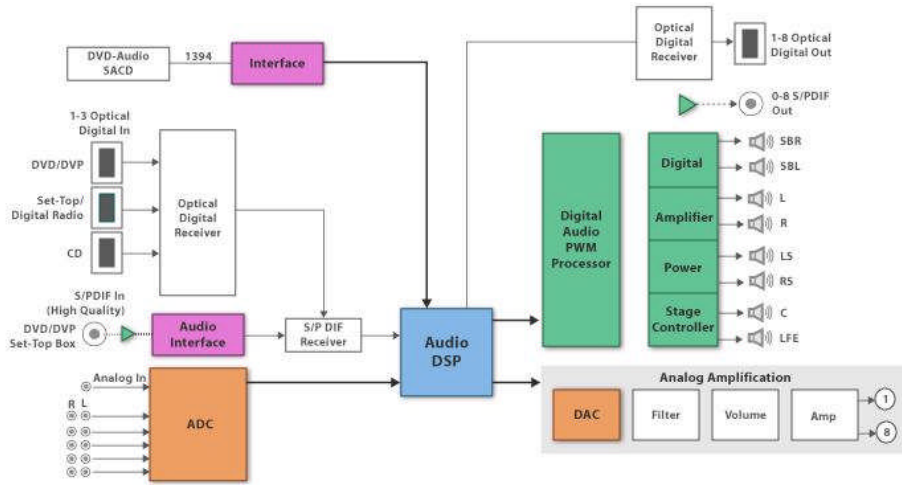 DVD-Audio
SACD
1394
Interface
Optical
Digital
Receiver
1-8 Optical
Digital Out
0-8 S/PDIF
Out
1-3 Optical
Digital In
DVD/DVP
Set-Top/
Digital Radio
CD
Optical
Digital
Receiver
S/PDIF In
(High Quality)
DVD/DVP
Set-Top Box
Audio
Interface
S/P DIF
Receiver
Audio
DSP
Digital
Audio
PWM
Processor
Digital
Amplifier
Power
Stage
Controller
SBR
SBL
L
R
LS
RS
C
LFE
Analog In
R L
ADC
Analog Amplification
DAC
Filter
Volume
Amp
1
8